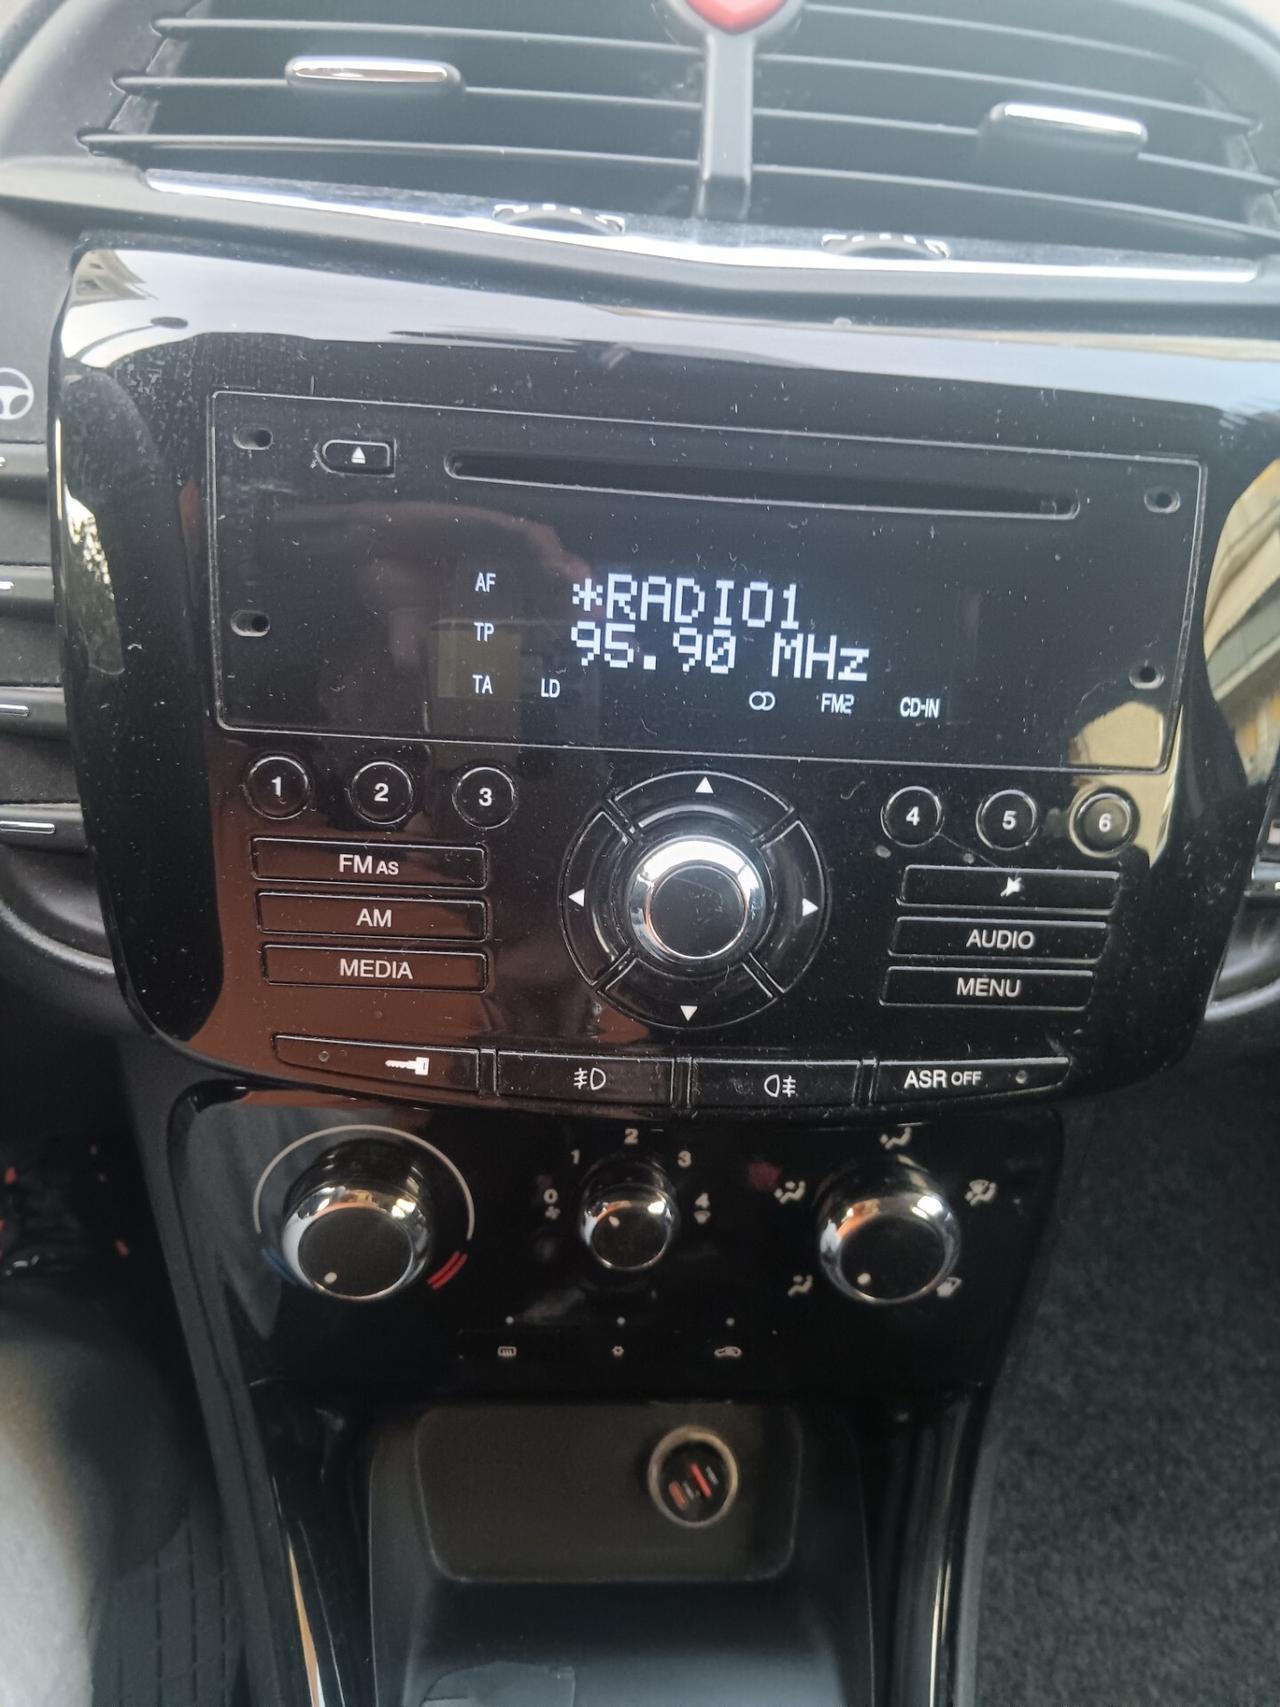 AF
*RADIO1
TP
95.90 MHz
TA LD
FM2 CD-IN
1 2 3
4 5 6
FM AS
AM
AUDIO
MEDIA
MENU
ASR OFF
2
1 3
0 4